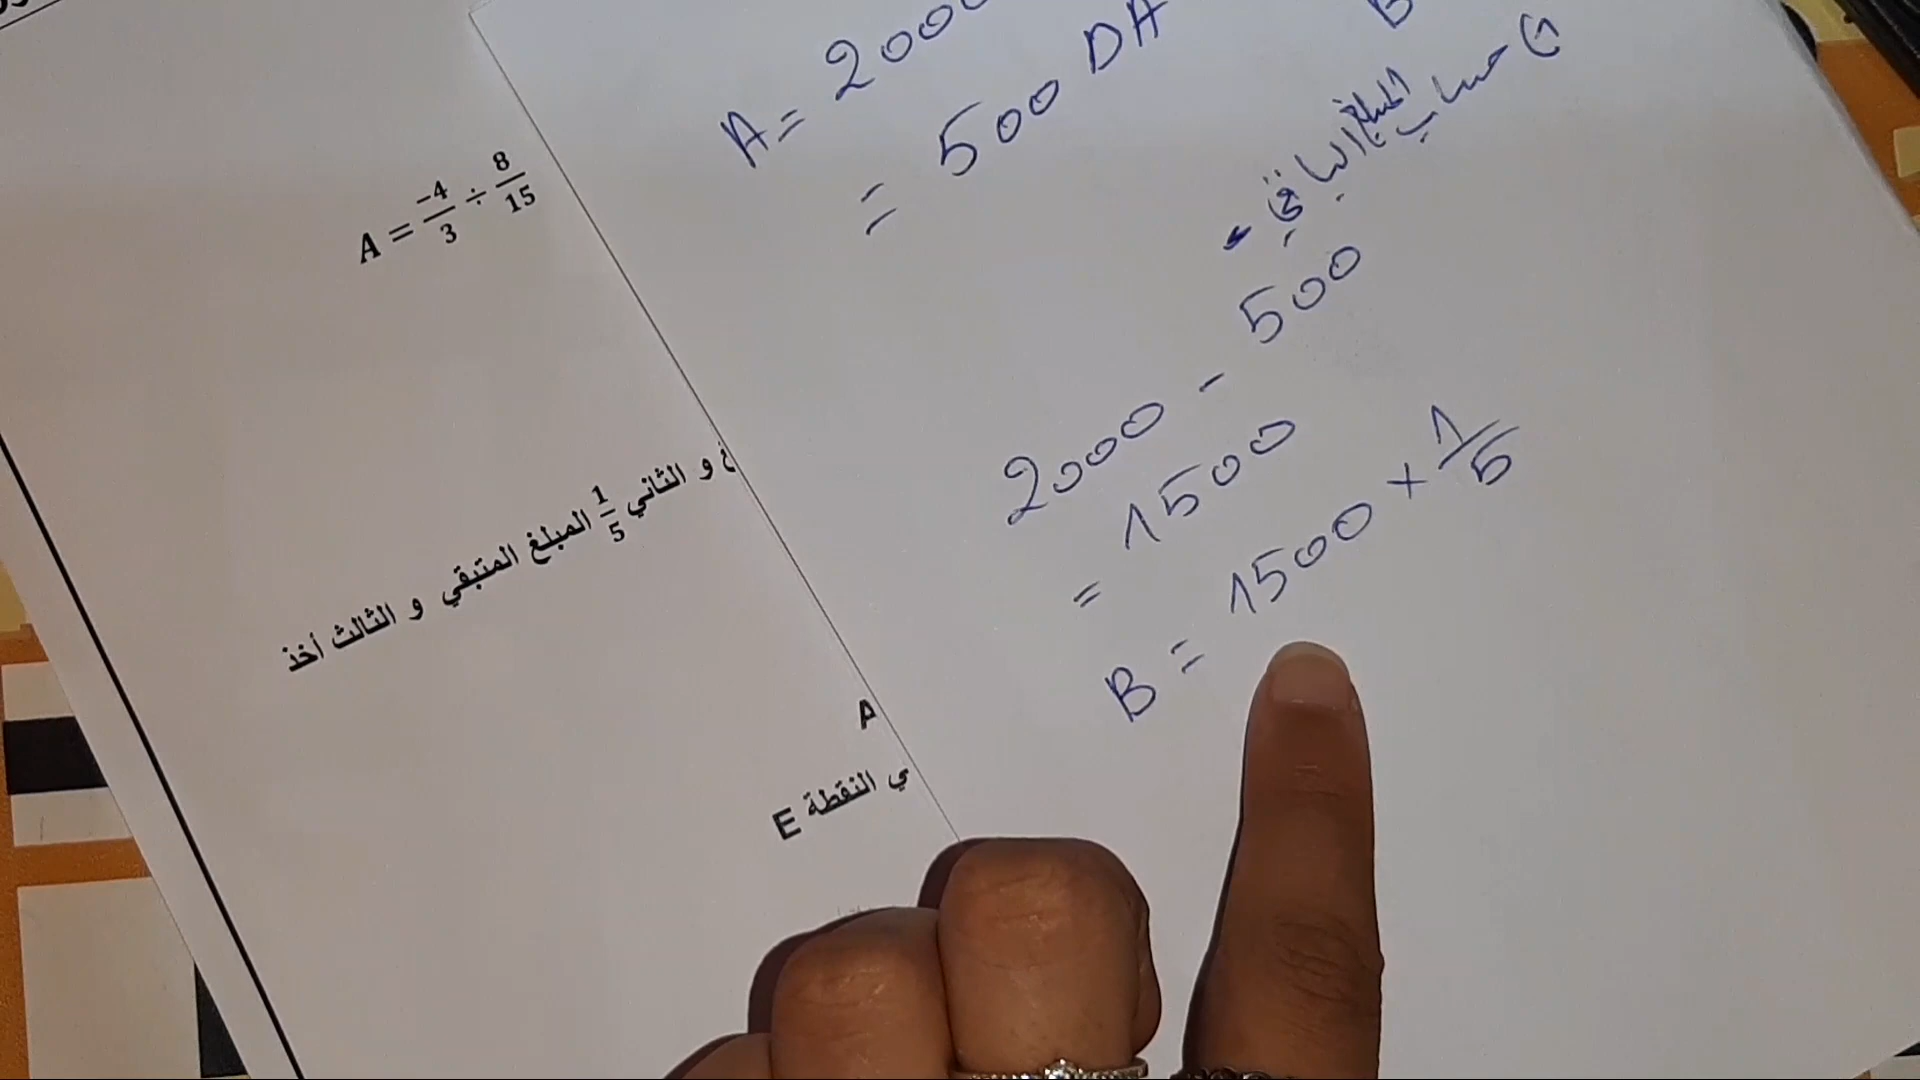 A = -4/3 ÷ 8/15
و الثاني 1/5 المبلغ المتبقي و الثالث أخذ
A
ي النقطة E
A = 2000
= 500 DA
B
حساب المبلغ الباقي
2000 - 500
= 1500
B = 1500 × 1/5